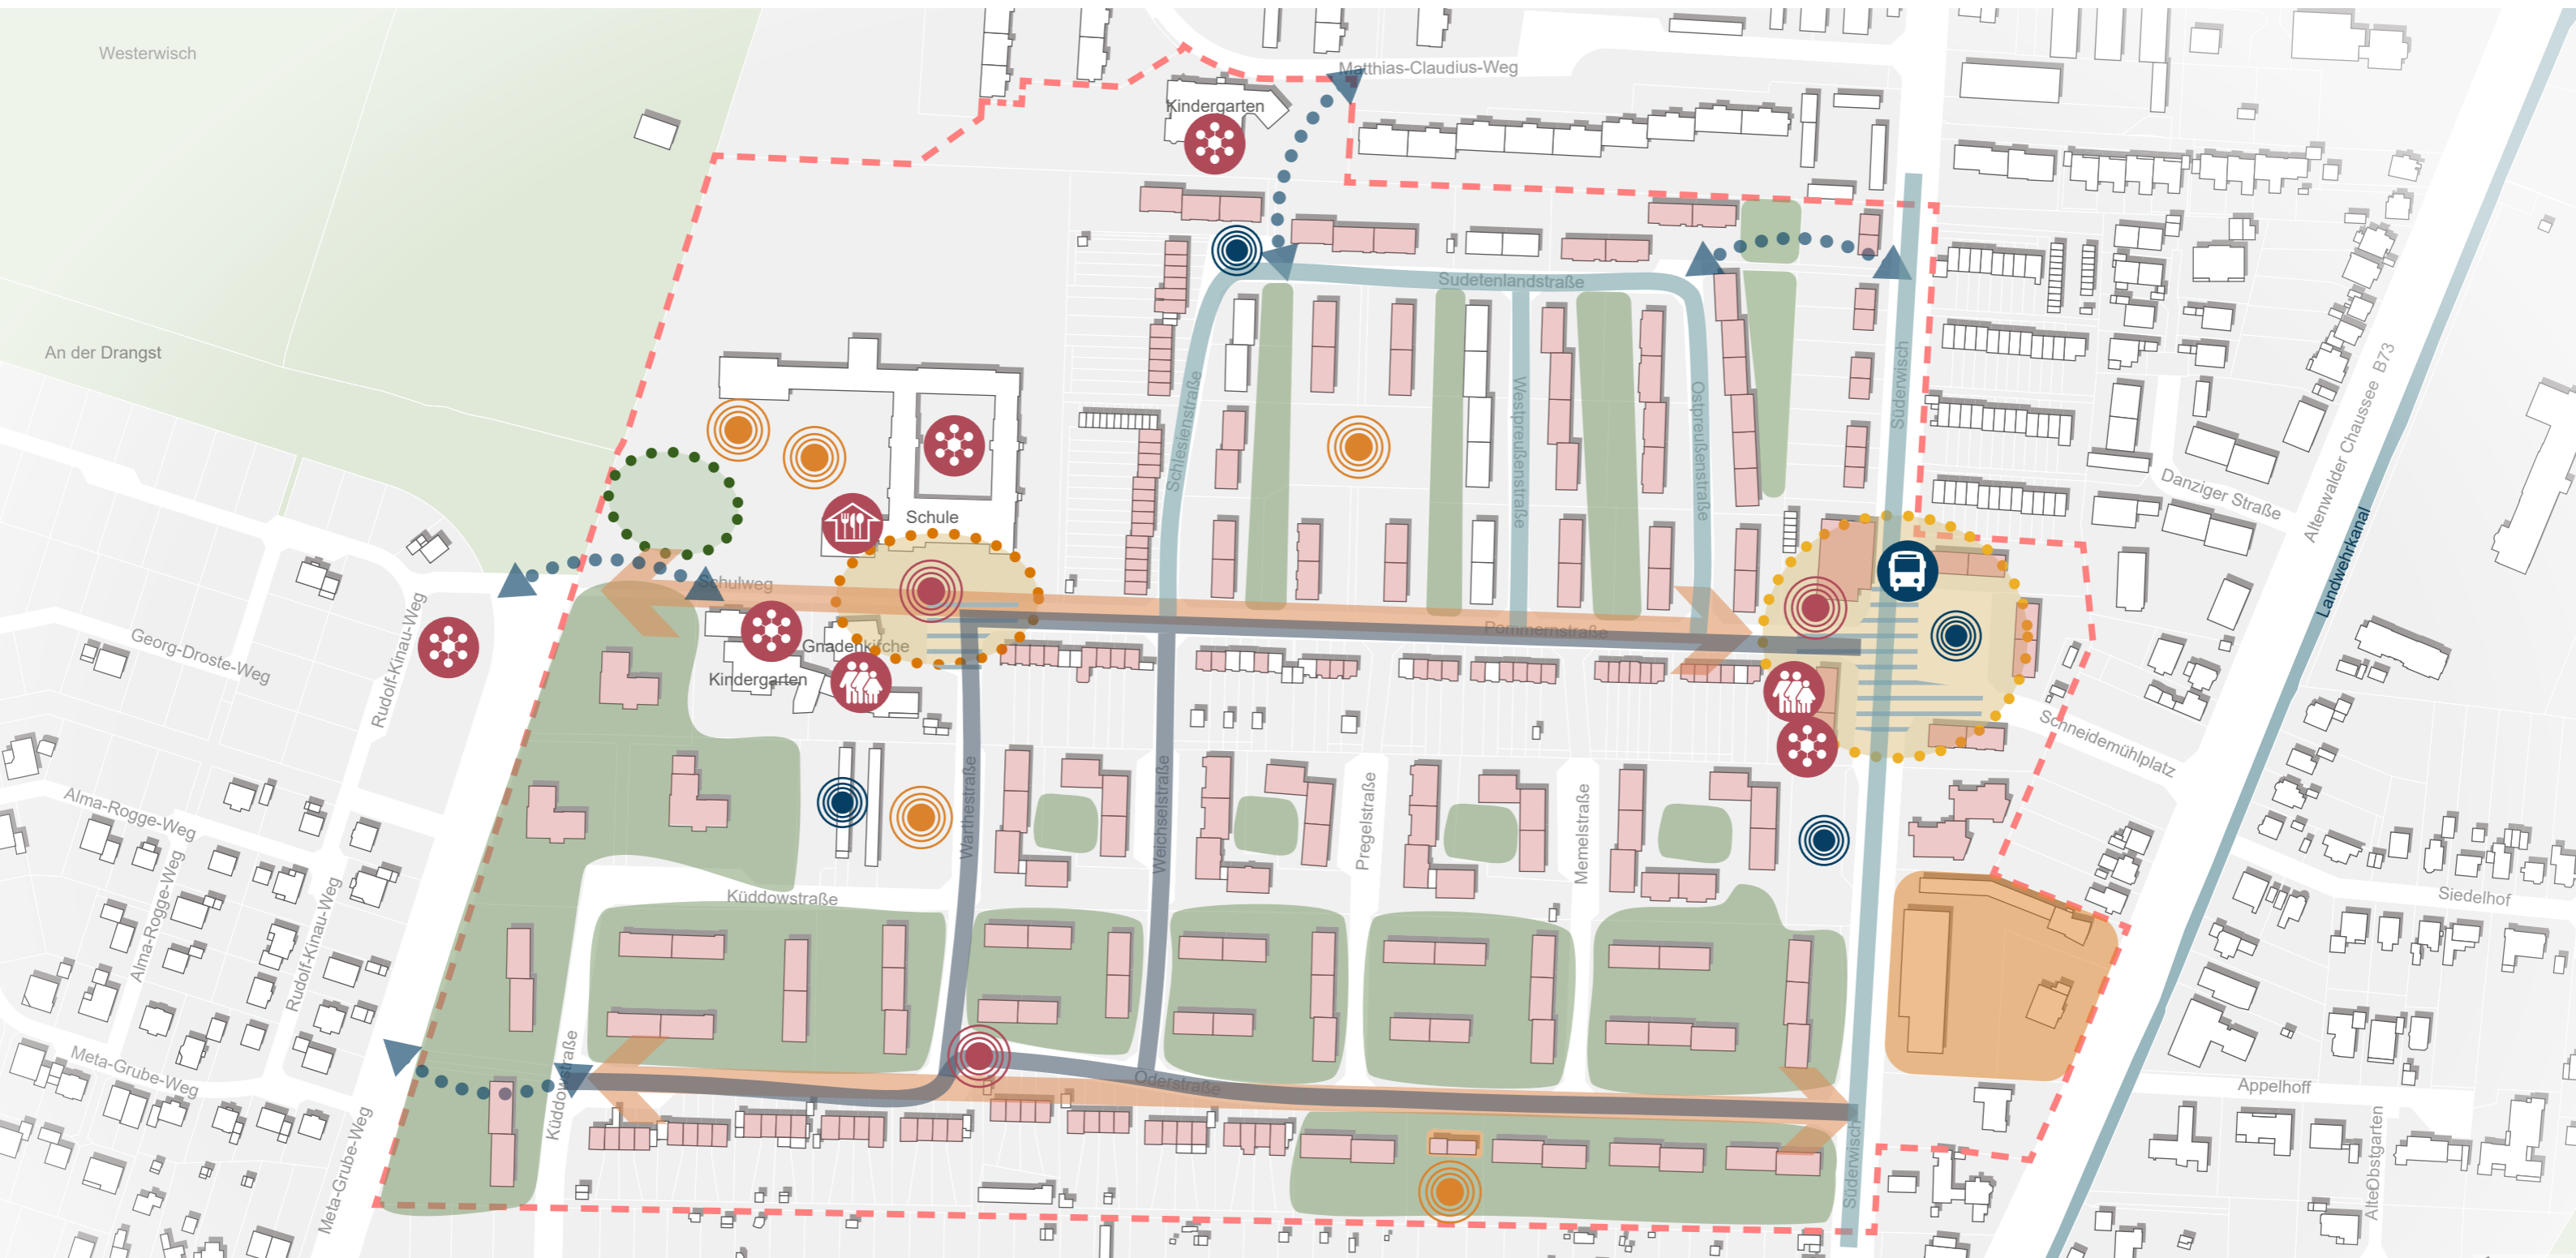 Westerwisch
Matthias-Claudius-Weg
Kindergarten
Sudetenlandstraße
An der Drangst
Süderwisch
Altenwalder Chaussee B73
Schlesienstraße
Westpreußenstraße
Ostpreußenstraße
Danziger Straße
Landwehrkanal
Schule
Schulweg
Pommernstraße
Georg-Droste-Weg
Rudolf-Kinau-Weg
Gnadenkirche
Kindergarten
Schneidemühlplatz
Alma-Rogge-Weg
Warthestraße
Weichselstraße
Pregelstraße
Memelstraße
Küddowstraße
Siedelhof
Alma-Rogge-Weg
Rudolf-Kinau-Weg
Meta-Grube-Weg
Küddowstraße
Oderstraße
Appelhoff
Meta-Grube-Weg
Süderwisch
Alter Obstgarten